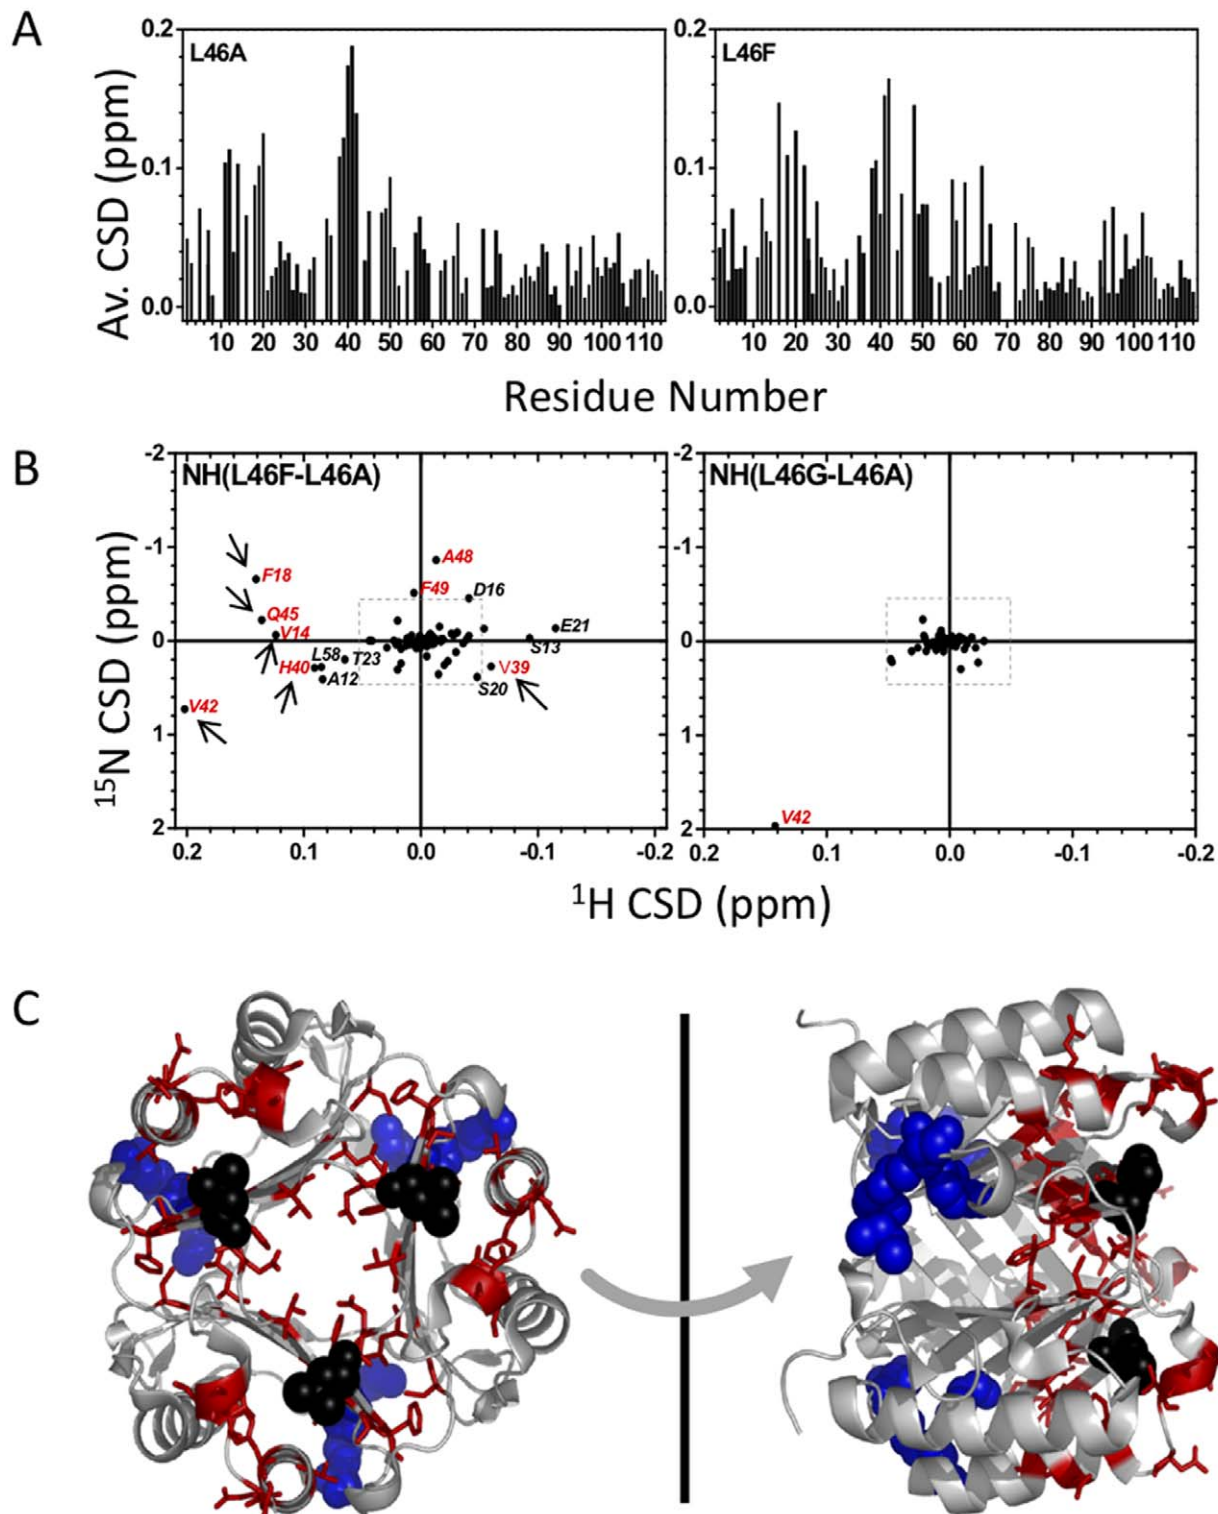 A
L46A
L46F
0.2
0.1
0.0
Av. CSD (ppm)
10 20 30 40 50 60 70 80 90 100 110
0.2
0.1
0.0
10 20 30 40 50 60 70 80 90 100 110
Residue Number
B
NH(L46F-L46A)
NH(L46G-L46A)
-2
-1
0
1
2
15N CSD (ppm)
A48
F18
F49
D16
Q45
E21
V14
S13
L58
T23
H40
V39
A12
S20
V42
0.2 0.1 0.0 -0.1 -0.2
-2
-1
0
1
2
V42
0.2 0.1 0.0 -0.1 -0.2
1H CSD (ppm)
C